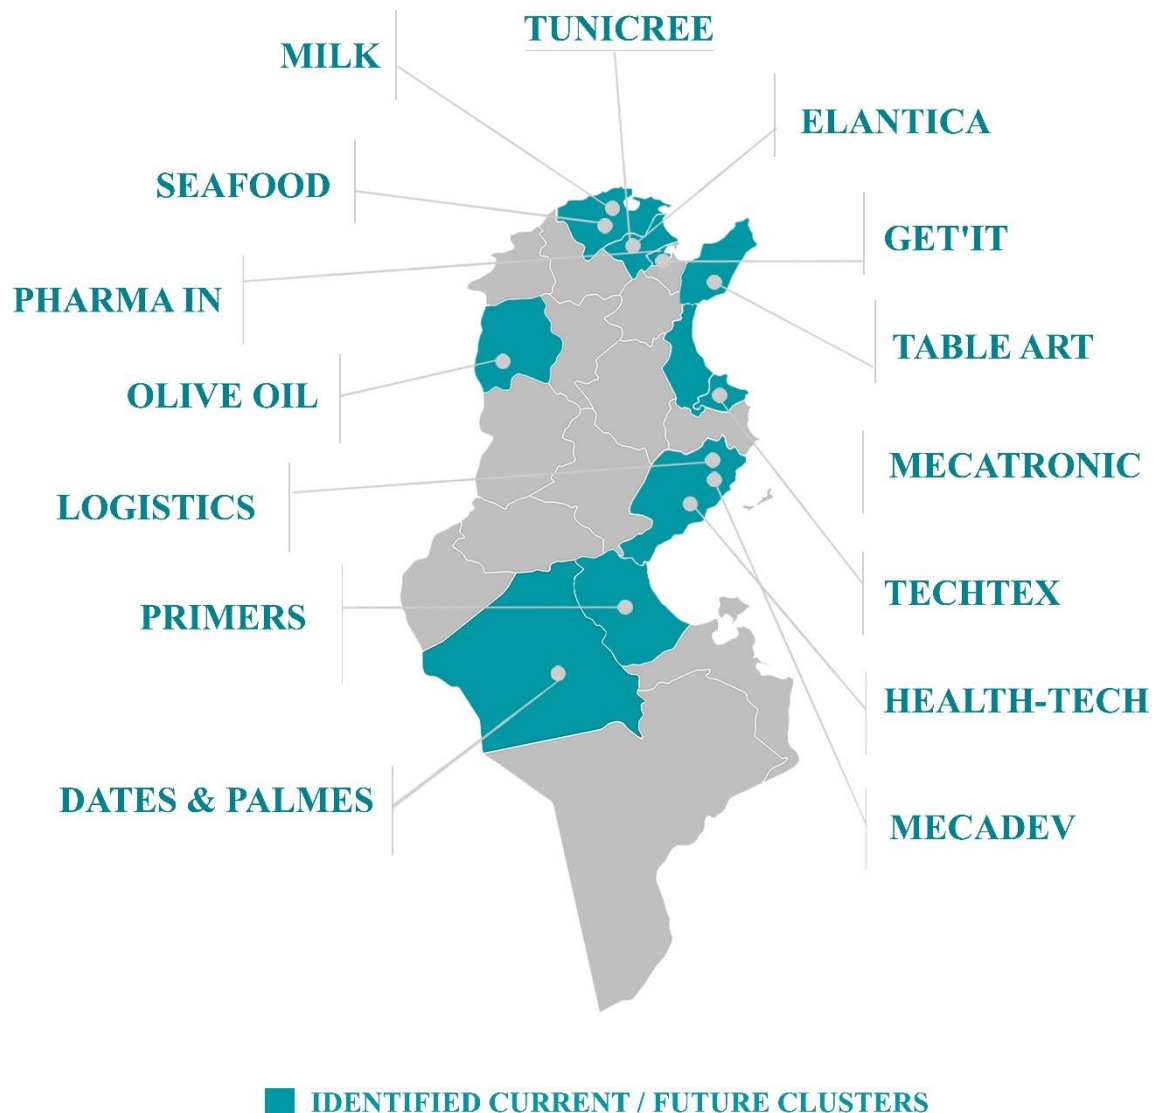 TUNICREE
MILK
ELANTICA
SEAFOOD
GET'IT
PHARMA IN
TABLE ART
OLIVE OIL
MECATRONIC
LOGISTICS
TECHTEX
PRIMERS
HEALTH-TECH
DATES & PALMES
MECADEV
IDENTIFIED CURRENT / FUTURE CLUSTERS